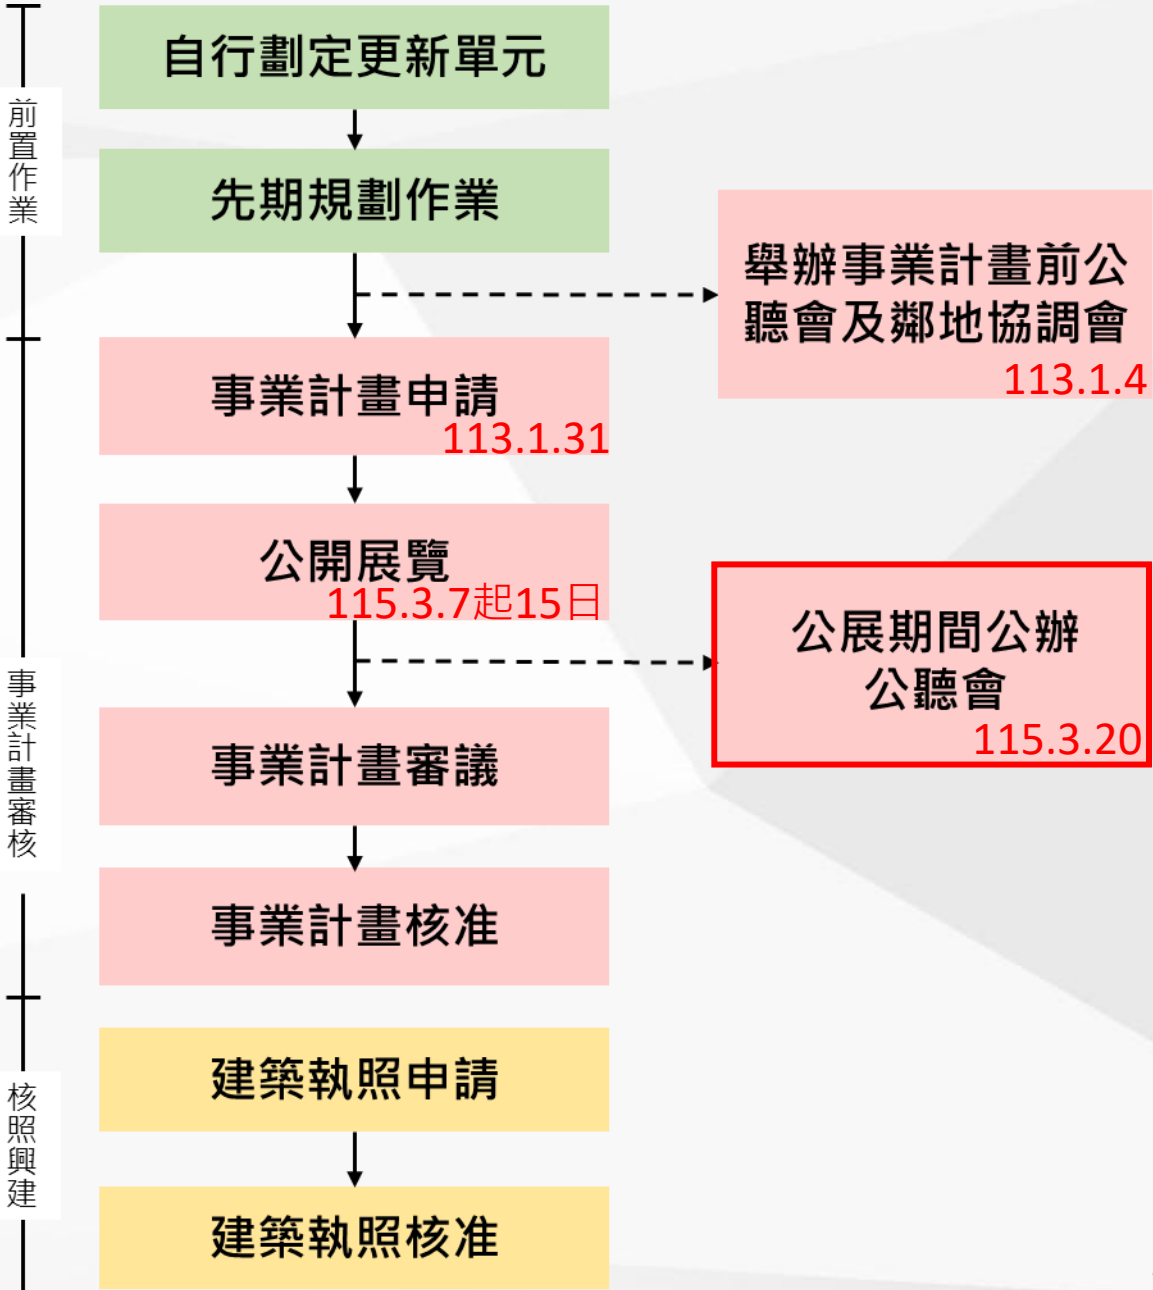 前置作業
自行劃定更新單元
先期規劃作業
舉辦事業計畫前公
聽會及鄰地協調會
113.1.4
事業計畫審核
事業計畫申請
113.1.31
公開展覽
115.3.7起15日
公展期間公辦
公聽會
115.3.20
事業計畫審議
事業計畫核准
核照興建
建築執照申請
建築執照核准